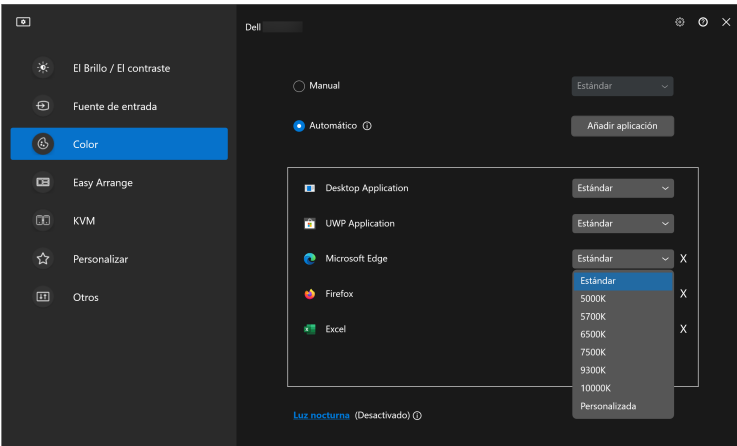 Dell
El Brillo / El contraste
Fuente de entrada
Color
Easy Arrange
KVM
Personalizar
Otros
Manual
Estándar
Automático
Añadir aplicación
Desktop Application
Estándar
UWP Application
Estándar
Microsoft Edge
Estándar
X
Firefox
X
Excel
X
Estándar
5000K
5700K
6500K
7500K
9300K
10000K
Personalizada
Luz nocturna (Desactivado)